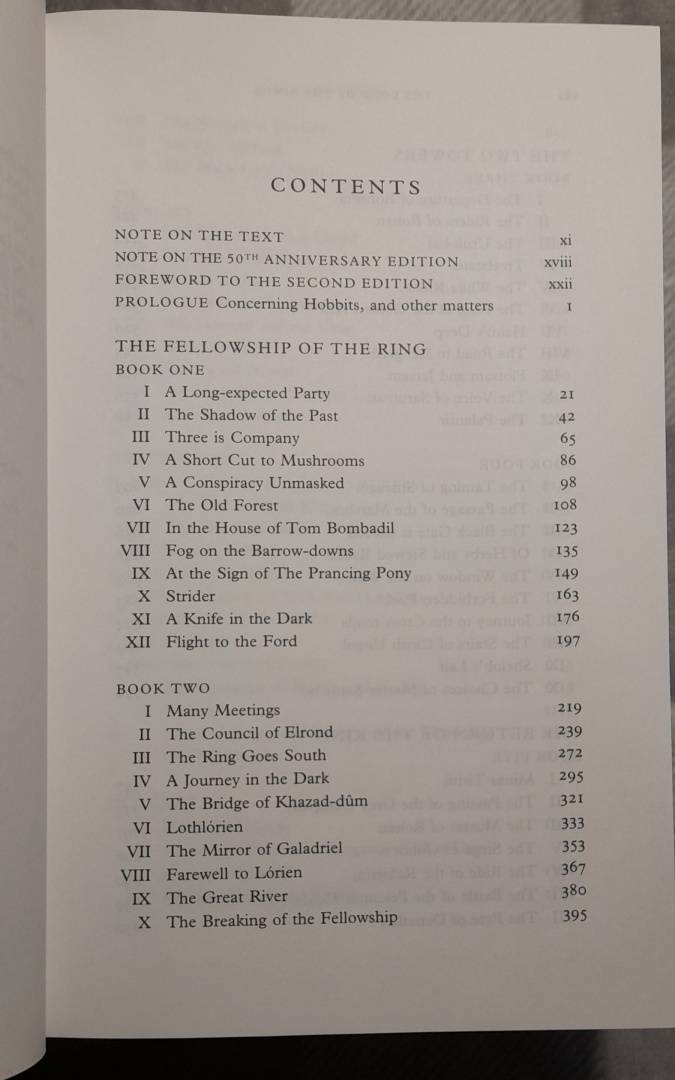 CONTENTS
NOTE ON THE TEXT xi
NOTE ON THE 50TH ANNIVERSARY EDITION xviii
FOREWORD TO THE SECOND EDITION xxii
PROLOGUE Concerning Hobbits, and other matters 1
THE FELLOWSHIP OF THE RING
BOOK ONE
I A Long-expected Party 21
II The Shadow of the Past 42
III Three is Company 65
IV A Short Cut to Mushrooms 86
V A Conspiracy Unmasked 98
VI The Old Forest 108
VII In the House of Tom Bombadil 123
VIII Fog on the Barrow-downs 135
IX At the Sign of The Prancing Pony 149
X Strider 163
XI A Knife in the Dark 176
XII Flight to the Ford 197
BOOK TWO
I Many Meetings 219
II The Council of Elrond 239
III The Ring Goes South 272
IV A Journey in the Dark 295
V The Bridge of Khazad-dûm 321
VI Lothlórien 333
VII The Mirror of Galadriel 353
VIII Farewell to Lórien 367
IX The Great River 380
X The Breaking of the Fellowship 395